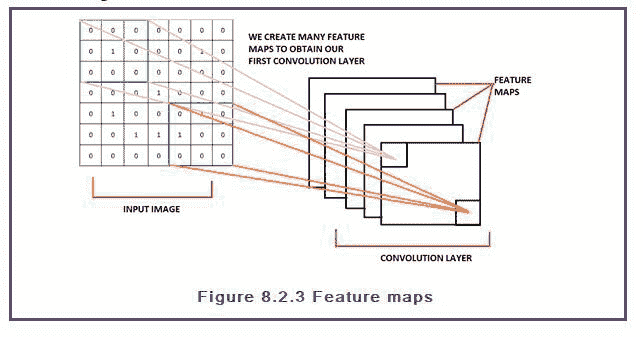 0 0 0 0 0 0 0
0 1 0 0 0 1 0
0 0 0 0 0 0 0
0 0 0 1 0 0 0
0 1 0 0 0 1 0
0 0 1 1 1 0 0
0 0 0 0 0 0 0
INPUT IMAGE
WE CREATE MANY FEATURE
MAPS TO OBTAIN OUR
FIRST CONVOLUTION LAYER
FEATURE
MAPS
CONVOLUTION LAYER
Figure 8.2.3 Feature maps